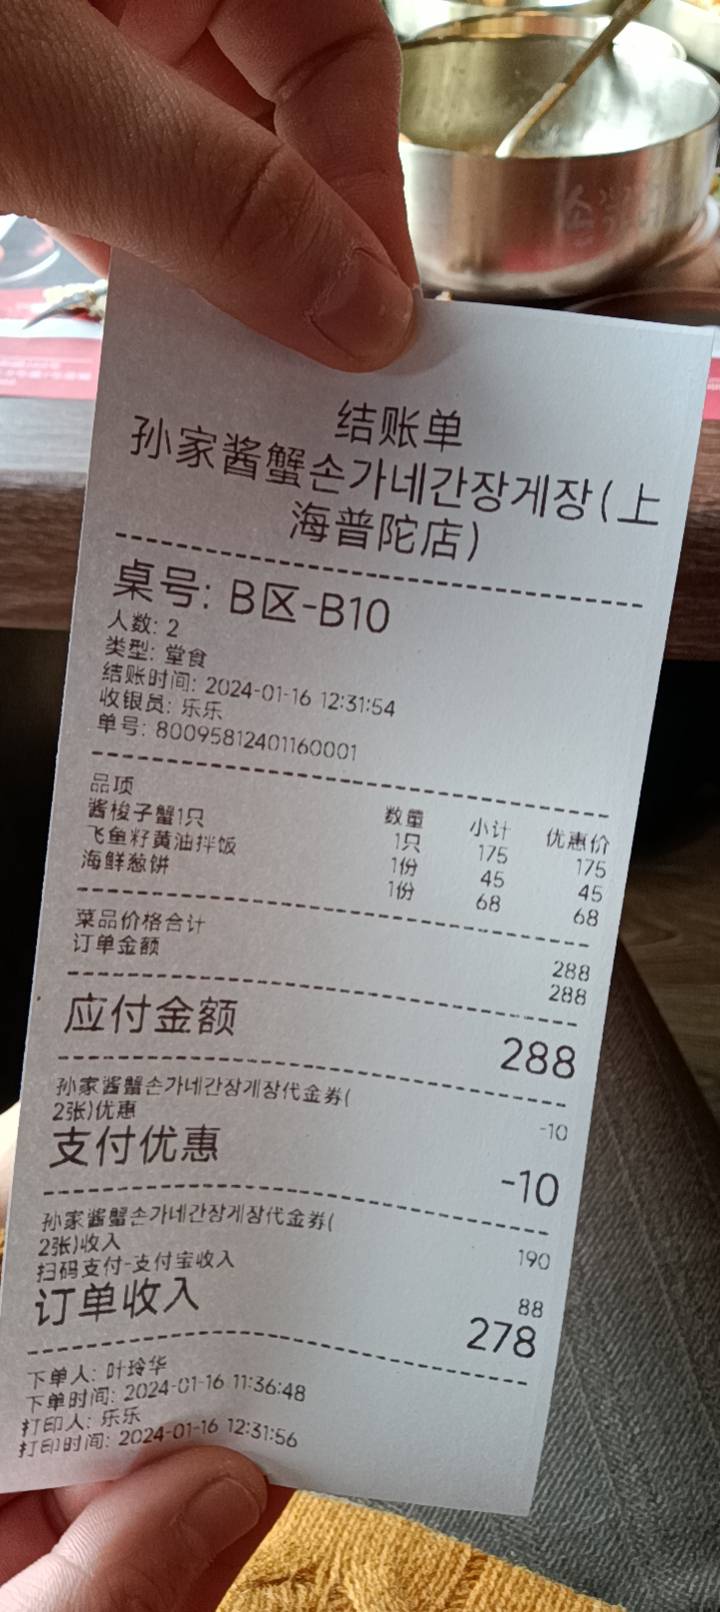 结账单
孙家酱蟹손가네간장게장(上
海普陀店)
桌号: B区-B10
人数: 2
类型: 堂食
结账时间: 2024-01-16 12:31:54
收银员: 乐乐
单号: 80095812401160001
品项 数量 小计 优惠价
酱梭子蟹1只 1只 175 175
飞鱼籽黄油拌饭 1份 45 45
海鲜葱饼 1份 68 68
菜品价格合计 288
订单金额 288
应付金额 288
孙家酱蟹손가네간장게장代金券(
2张)优惠 -10
支付优惠 -10
孙家酱蟹손가네간장게장代金券(
2张)收入 190
扫码支付-支付宝收入 88
订单收入 278
下单人: 叶玲华
下单时间: 2024-01-16 11:36:48
打印人: 乐乐
打印时间: 2024-01-16 12:31:56